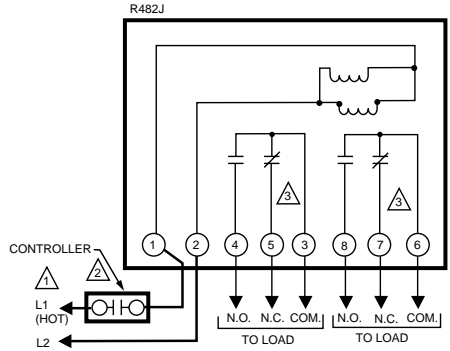 R482J
3
3
1
2
4
5
3
8
7
6
CONTROLLER
1
2
L1
(HOT)
L2
N.O. N.C. COM.
TO LOAD
N.O. N.C. COM.
TO LOAD